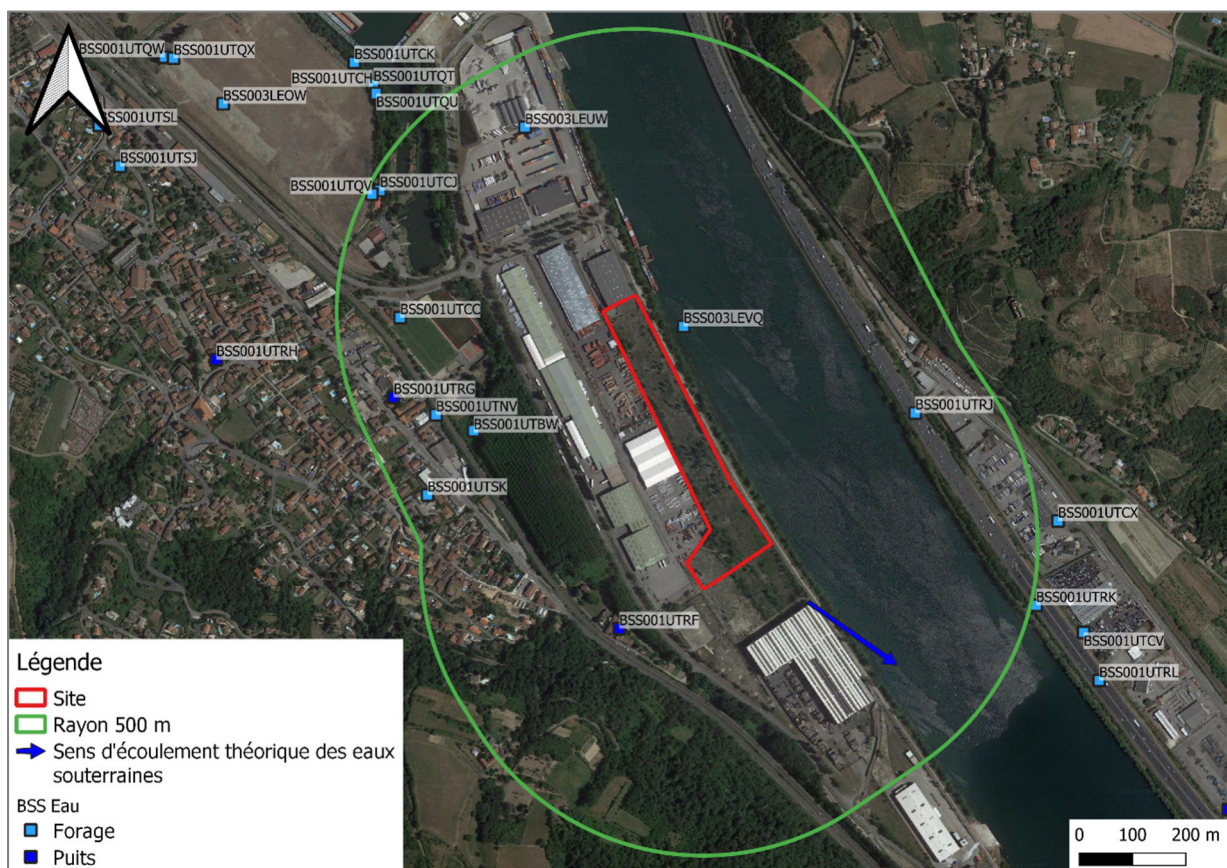 BSS001UTQW
BSS001UTQX
BSS001UTCK
BSS001UTCH
BSS001UTQT
BSS001UTQU
BSS003LEOW
BSS001UTSL
BSS003LEUW
BSS001UTSJ
BSS001UTQV
BSS001UTCJ
BSS001UTCC
BSS003LEVQ
BSS001UTRH
BSS001UTRG
BSS001UTNV
BSS001UTRJ
BSS001UTBW
BSS001UTSK
BSS001UTCX
BSS001UTRK
BSS001UTRF
BSS001UTCV
BSS001UTRL
Légende
Site
Rayon 500 m
Sens d'écoulement théorique des eaux
souterraines
BSS Eau
Forage
Puits
0 100 200 m